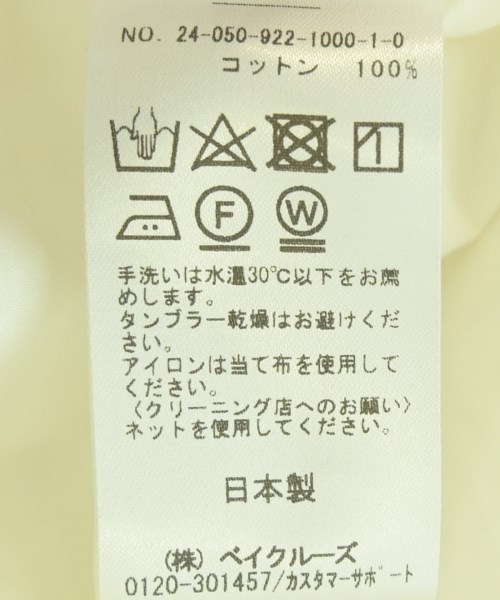 NO. 24-050-922-1000-1-0
コットン 100%
F
W
手洗いは水温30℃以下をお薦
めします。
タンブラー乾燥はお避けくだ
さい。
アイロンは当て布を使用して
ください。
〈クリーニング店へのお願い〉
ネットを使用してください。
日本製
(株) ベイクルーズ
0120-301457/カスタマーサポート